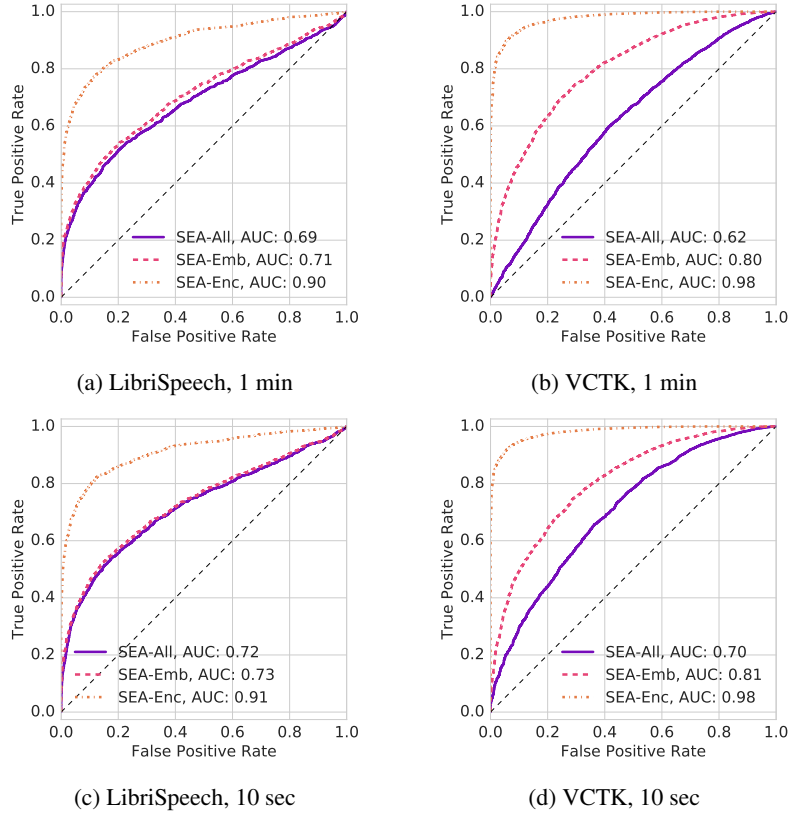 1.0
0.8
0.6
0.4
0.2
0.0
True Positive Rate
SEA-All, AUC: 0.69
SEA-Emb, AUC: 0.71
SEA-Enc, AUC: 0.90
0.0 0.2 0.4 0.6 0.8 1.0
False Positive Rate
(a) LibriSpeech, 1 min
1.0
0.8
0.6
0.4
0.2
0.0
True Positive Rate
SEA-All, AUC: 0.62
SEA-Emb, AUC: 0.80
SEA-Enc, AUC: 0.98
0.0 0.2 0.4 0.6 0.8 1.0
False Positive Rate
(b) VCTK, 1 min
1.0
0.8
0.6
0.4
0.2
0.0
True Positive Rate
SEA-All, AUC: 0.72
SEA-Emb, AUC: 0.73
SEA-Enc, AUC: 0.91
0.0 0.2 0.4 0.6 0.8 1.0
False Positive Rate
(c) LibriSpeech, 10 sec
1.0
0.8
0.6
0.4
0.2
0.0
True Positive Rate
SEA-All, AUC: 0.70
SEA-Emb, AUC: 0.81
SEA-Enc, AUC: 0.98
0.0 0.2 0.4 0.6 0.8 1.0
False Positive Rate
(d) VCTK, 10 sec